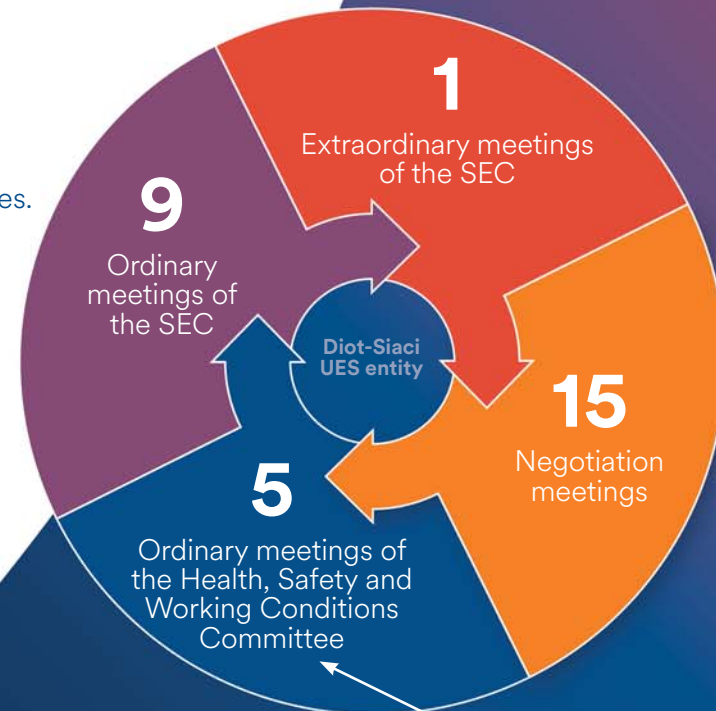 es.
1
Extraordinary meetings
of the SEC
9
Ordinary
meetings of
the SEC
Diot-Siaci
UES entity
15
Negotiation
meetings
5
Ordinary meetings of
the Health, Safety and
Working Conditions
Committee